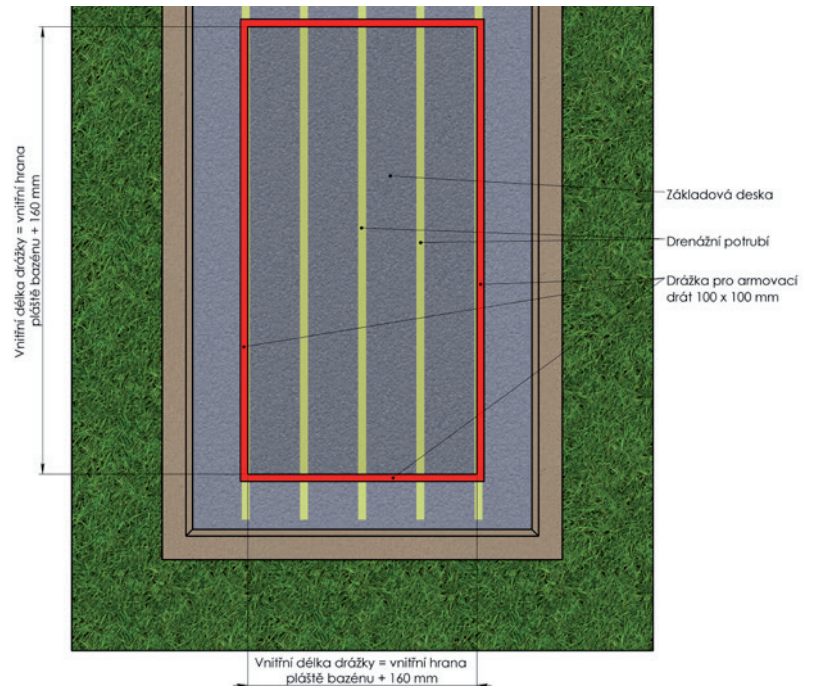 Vnitřní délka drážky = vnitřní hrana
pláště bazénu + 160 mm
Základová deska
Drenážní potrubí
Drážka pro armovací
drát 100 x 100 mm
Vnitřní délka drážky = vnitřní hrana
pláště bazénu + 160 mm